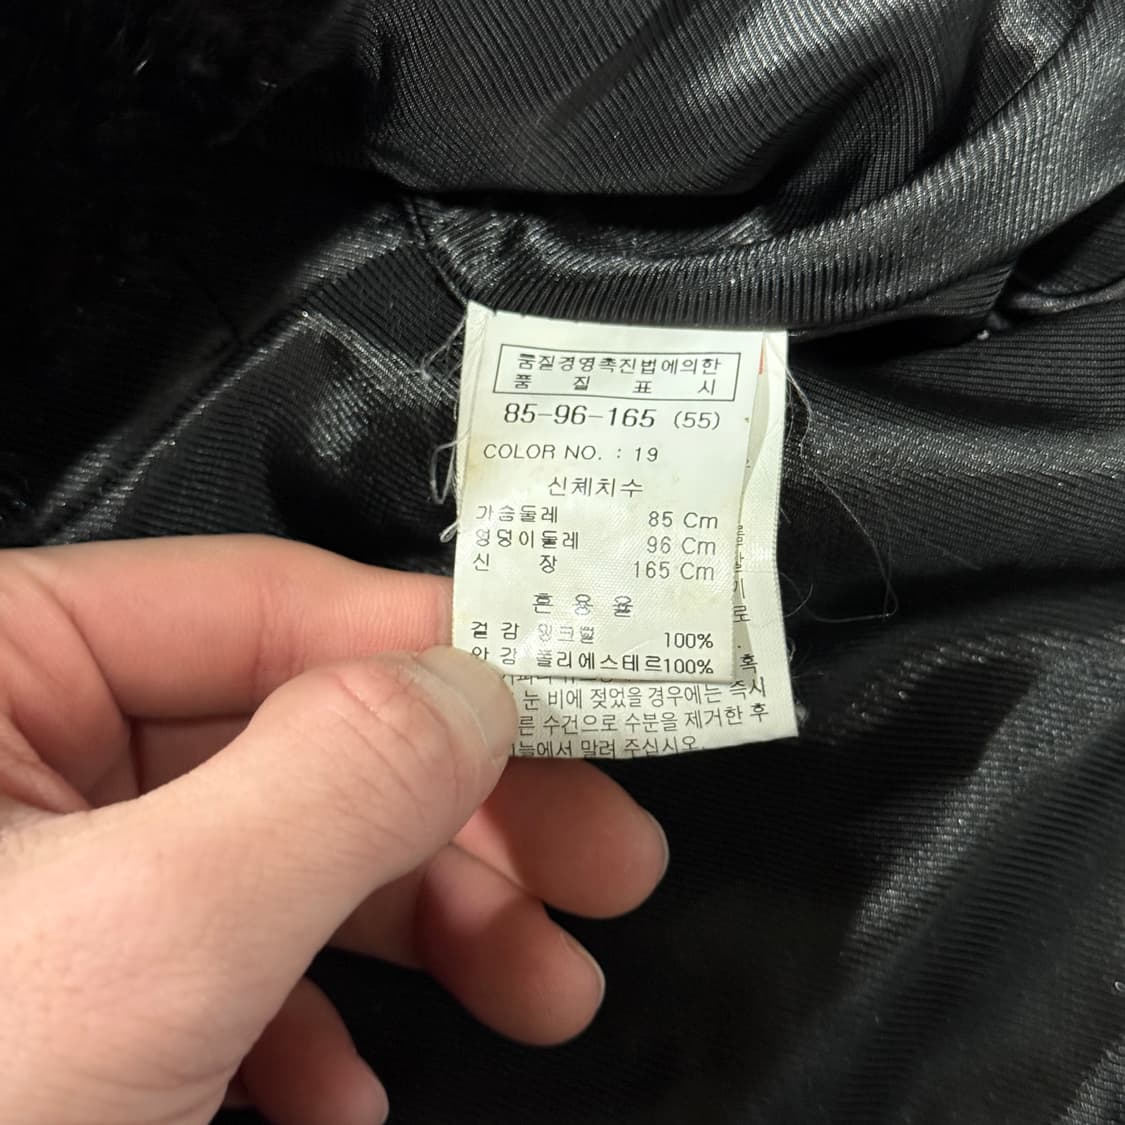 품질경영촉진법에의한
품 질 표 시
85-96-165 (55)
COLOR NO. : 19
신체치수
가슴둘레 85 Cm
엉덩이둘레 96 Cm
신 장 165 Cm
혼 용 율
겉 감 밍크털 100%
안 감 폴리에스테르 100%
눈 비에 젖었을 경우에는 즉시
른 수건으로 수분을 제거한 후
늘에서 말려 주십시오.